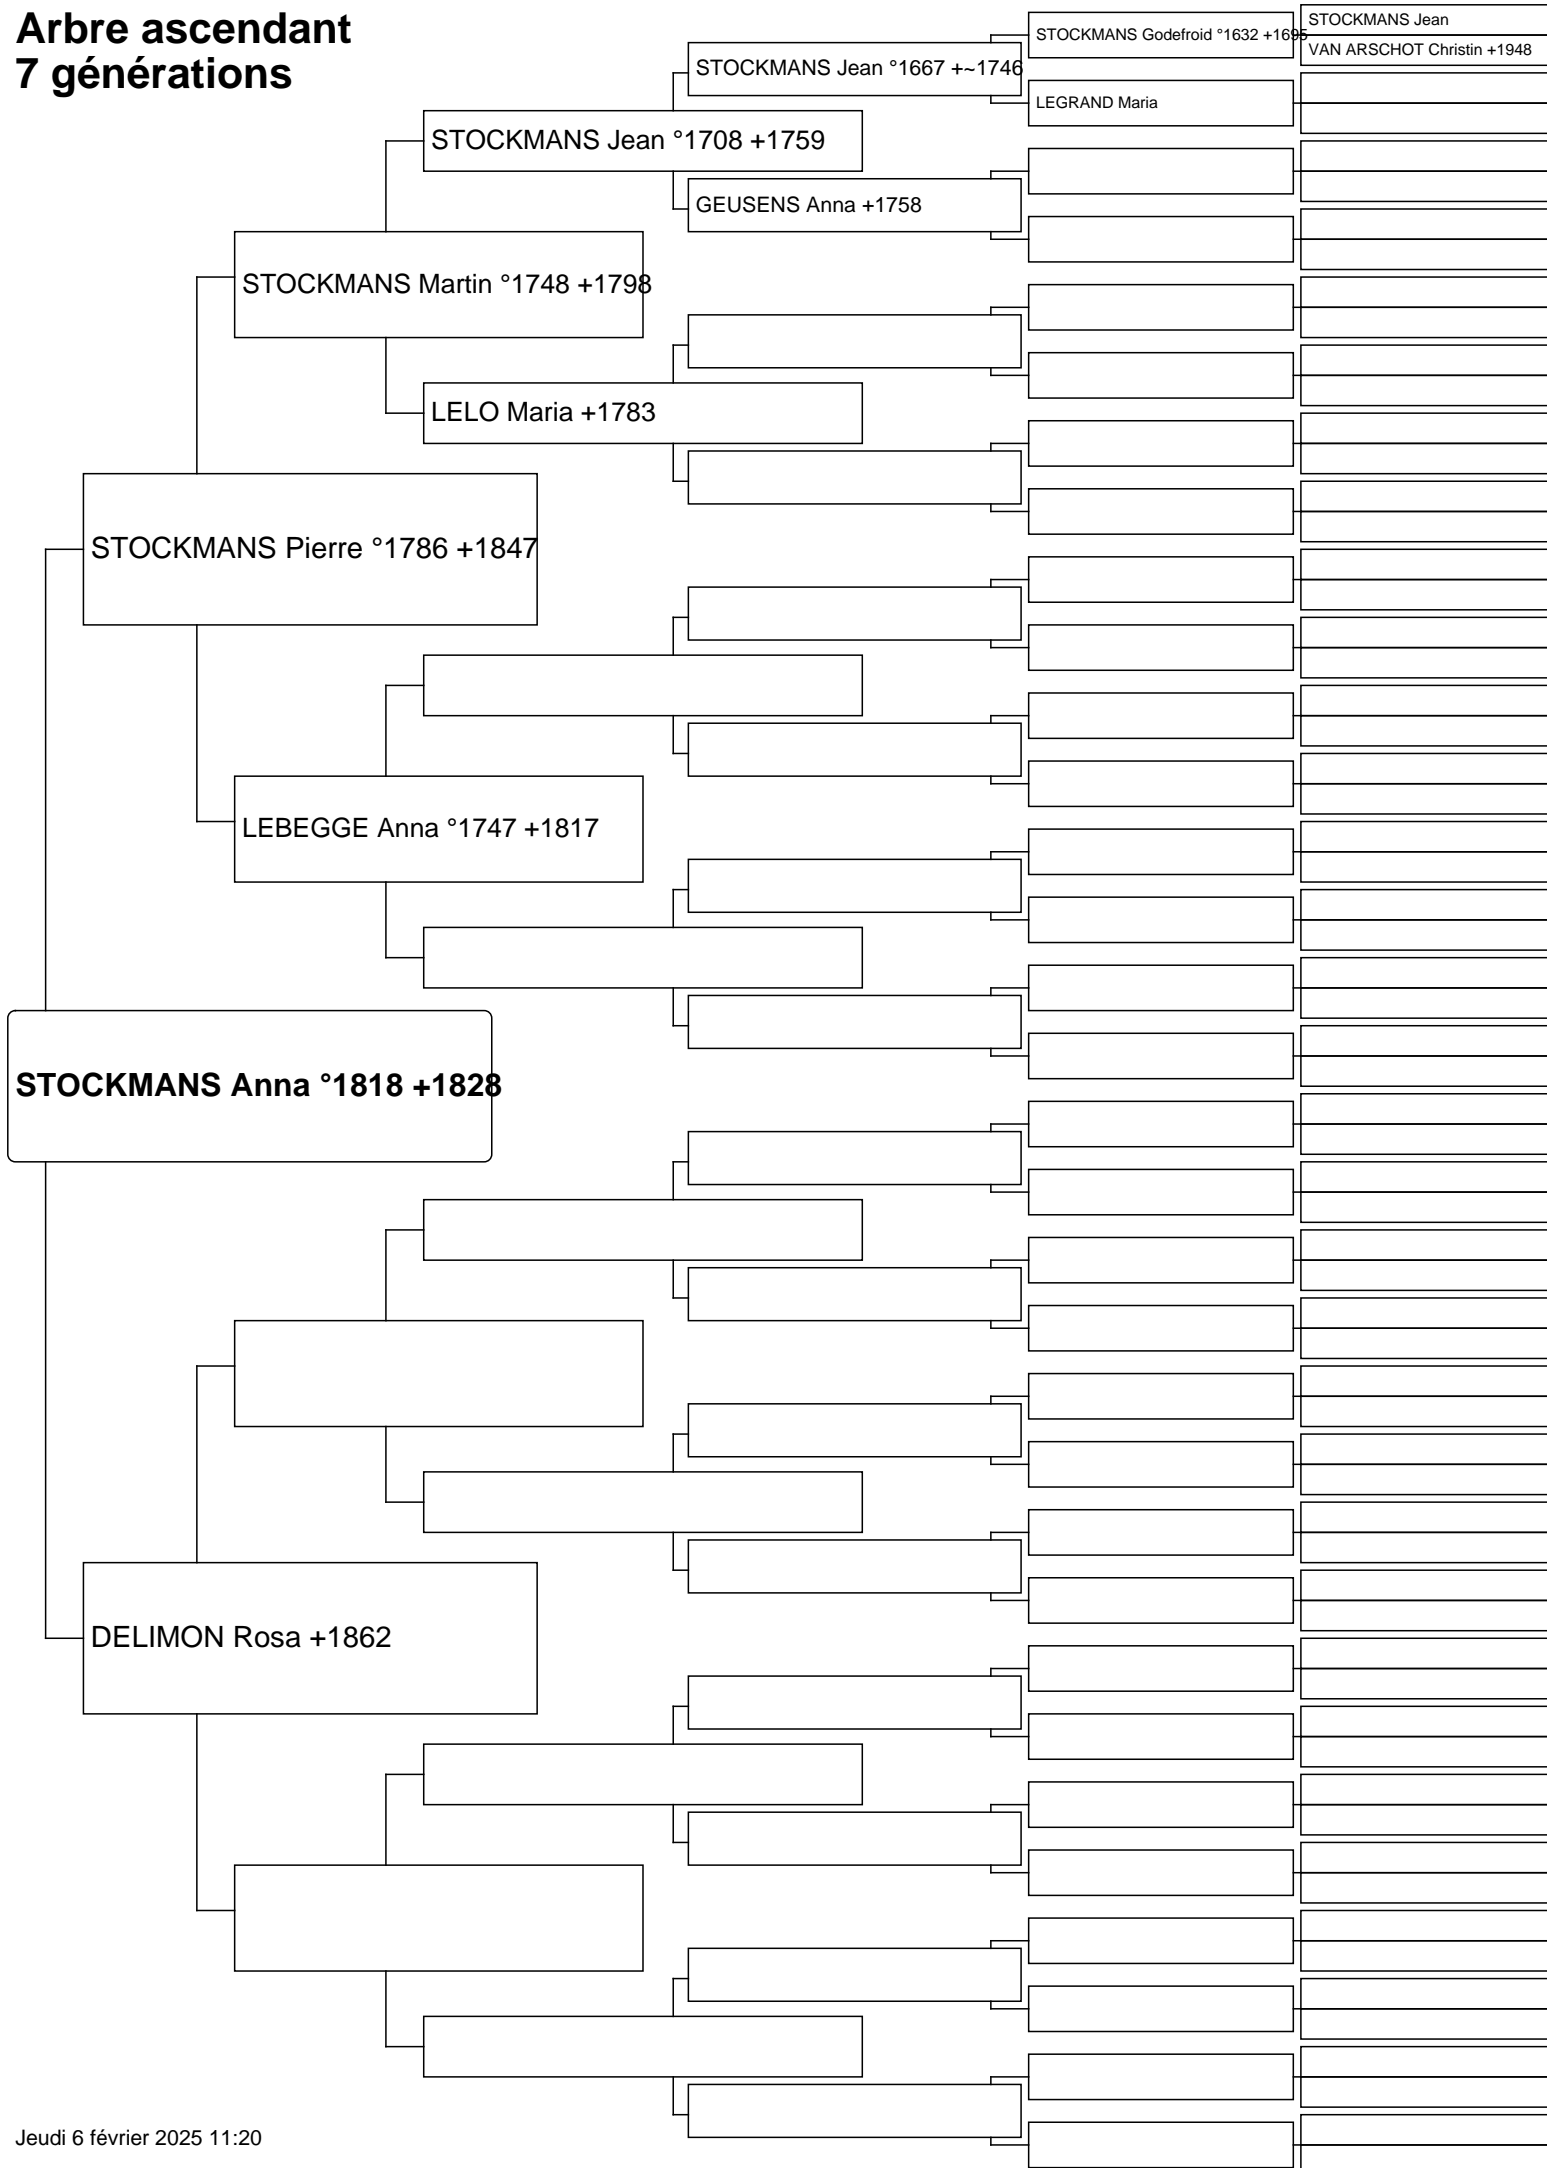 Arbre ascendant
7 générations
STOCKMANS Jean
STOCKMANS Godefroid °1632 +1695
VAN ARSCHOT Christin +1948
STOCKMANS Jean °1667 +~1746
LEGRAND Maria
STOCKMANS Jean °1708 +1759
GEUSENS Anna +1758
STOCKMANS Martin °1748 +1798
LELO Maria +1783
STOCKMANS Pierre °1786 +1847
LEBEGGE Anna °1747 +1817
STOCKMANS Anna °1818 +1828
DELIMON Rosa +1862
Jeudi 6 février 2025 11:20